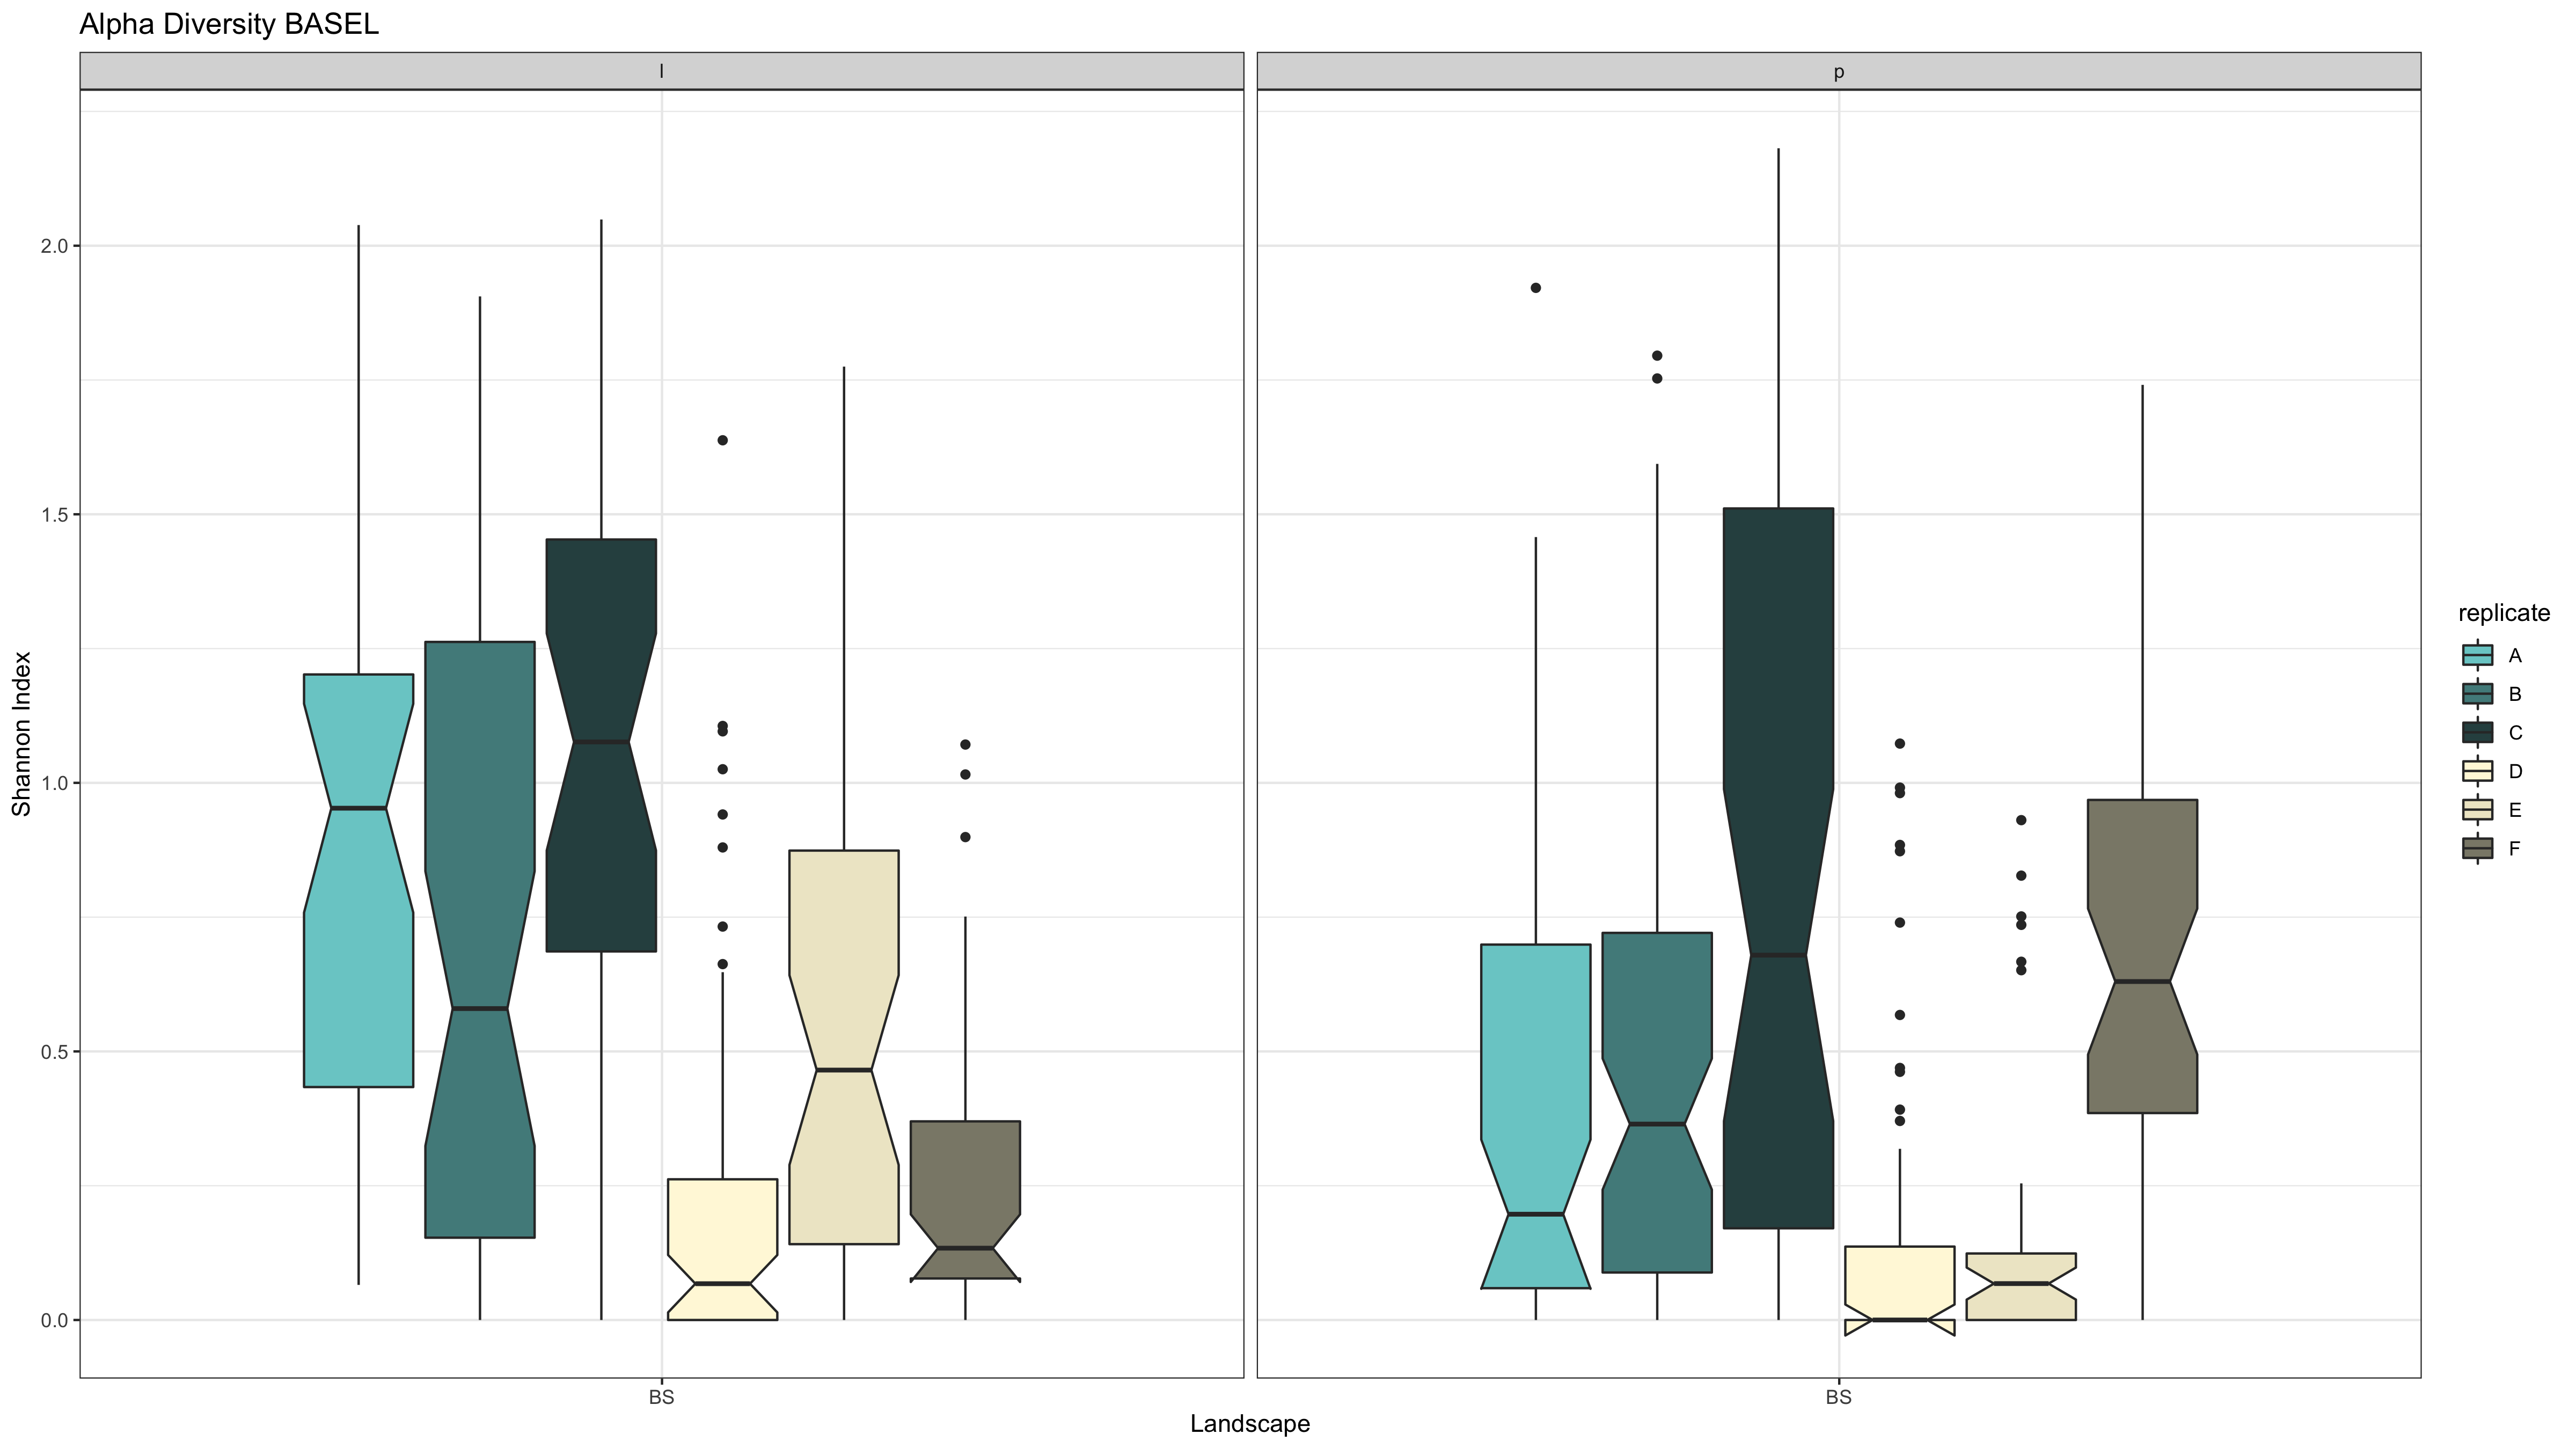 Alpha Diversity BASEL
l
p
Shannon Index
2.0
1.5
1.0
0.5
0.0
BS
BS
Landscape
replicate
A
B
C
D
E
F